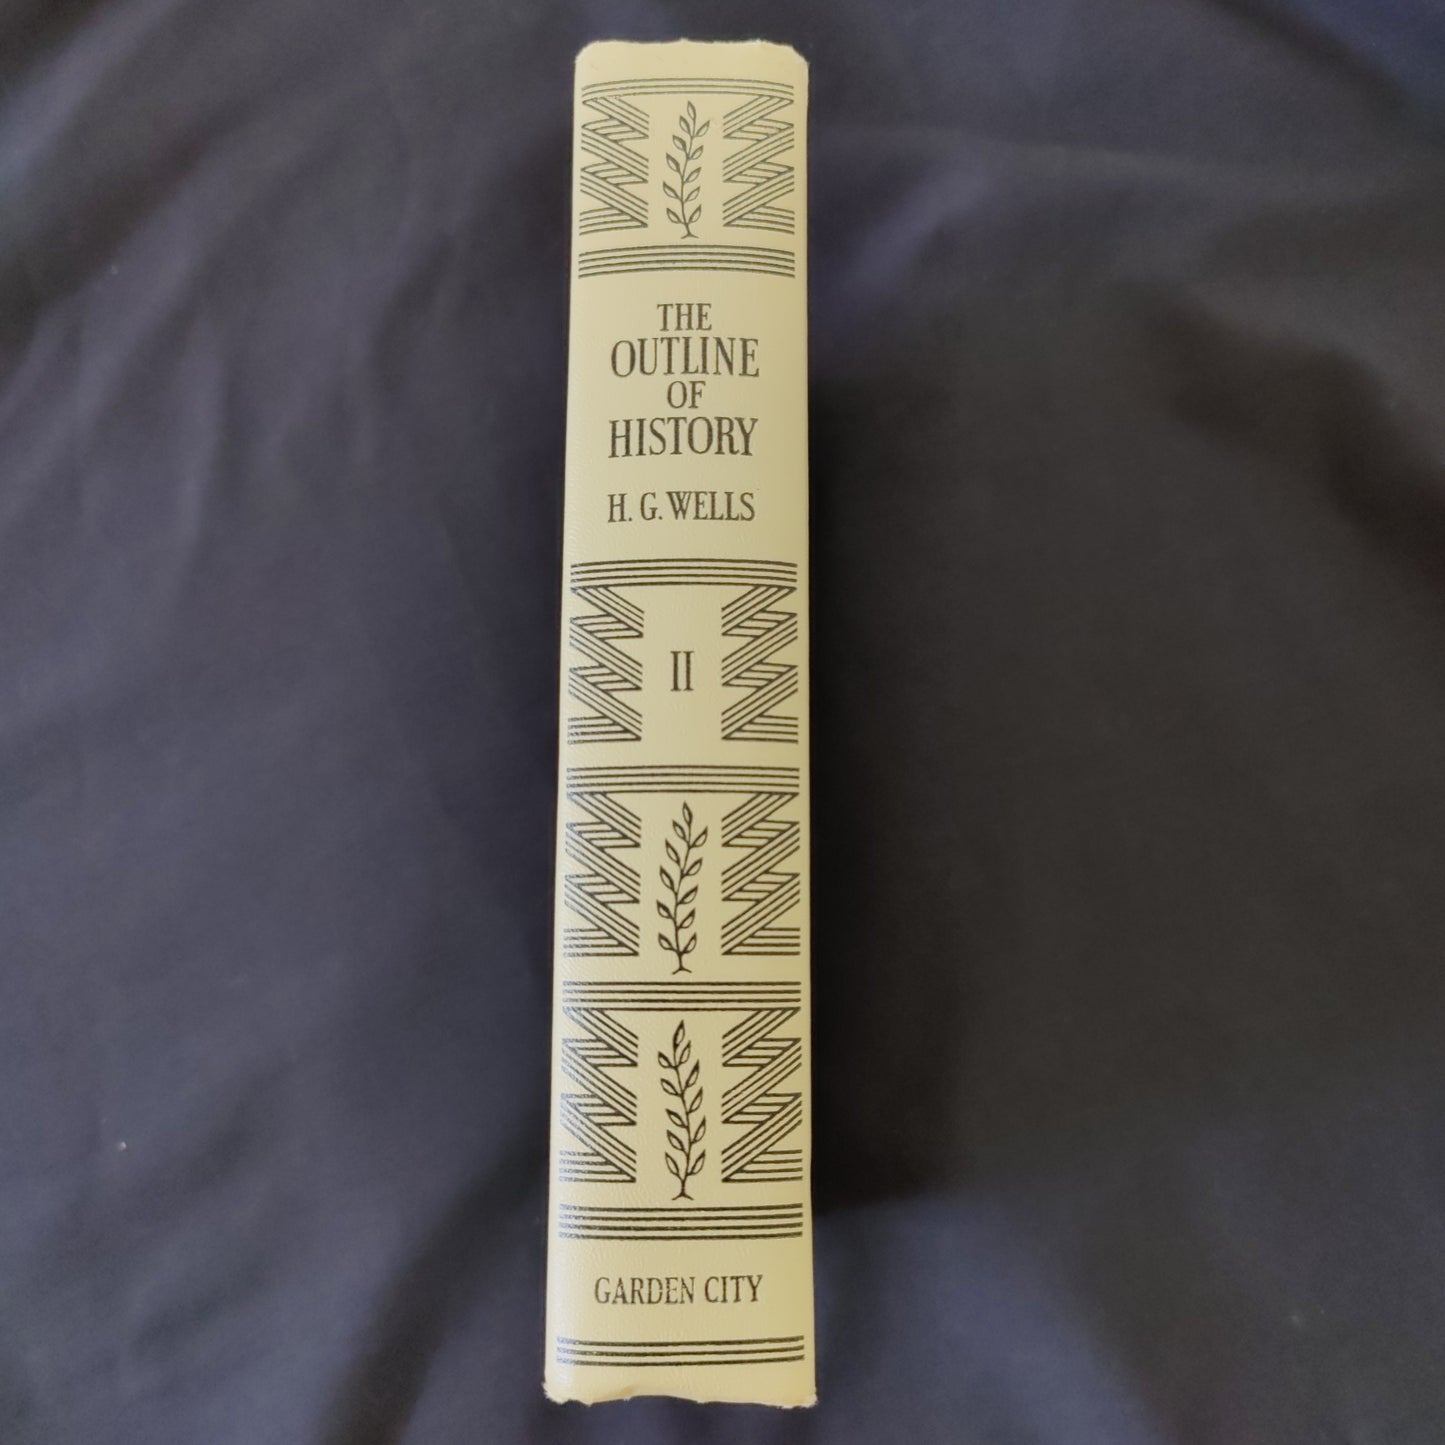 THE
OUTLINE
OF
HISTORY
H. G. WELLS
II
GARDEN CITY